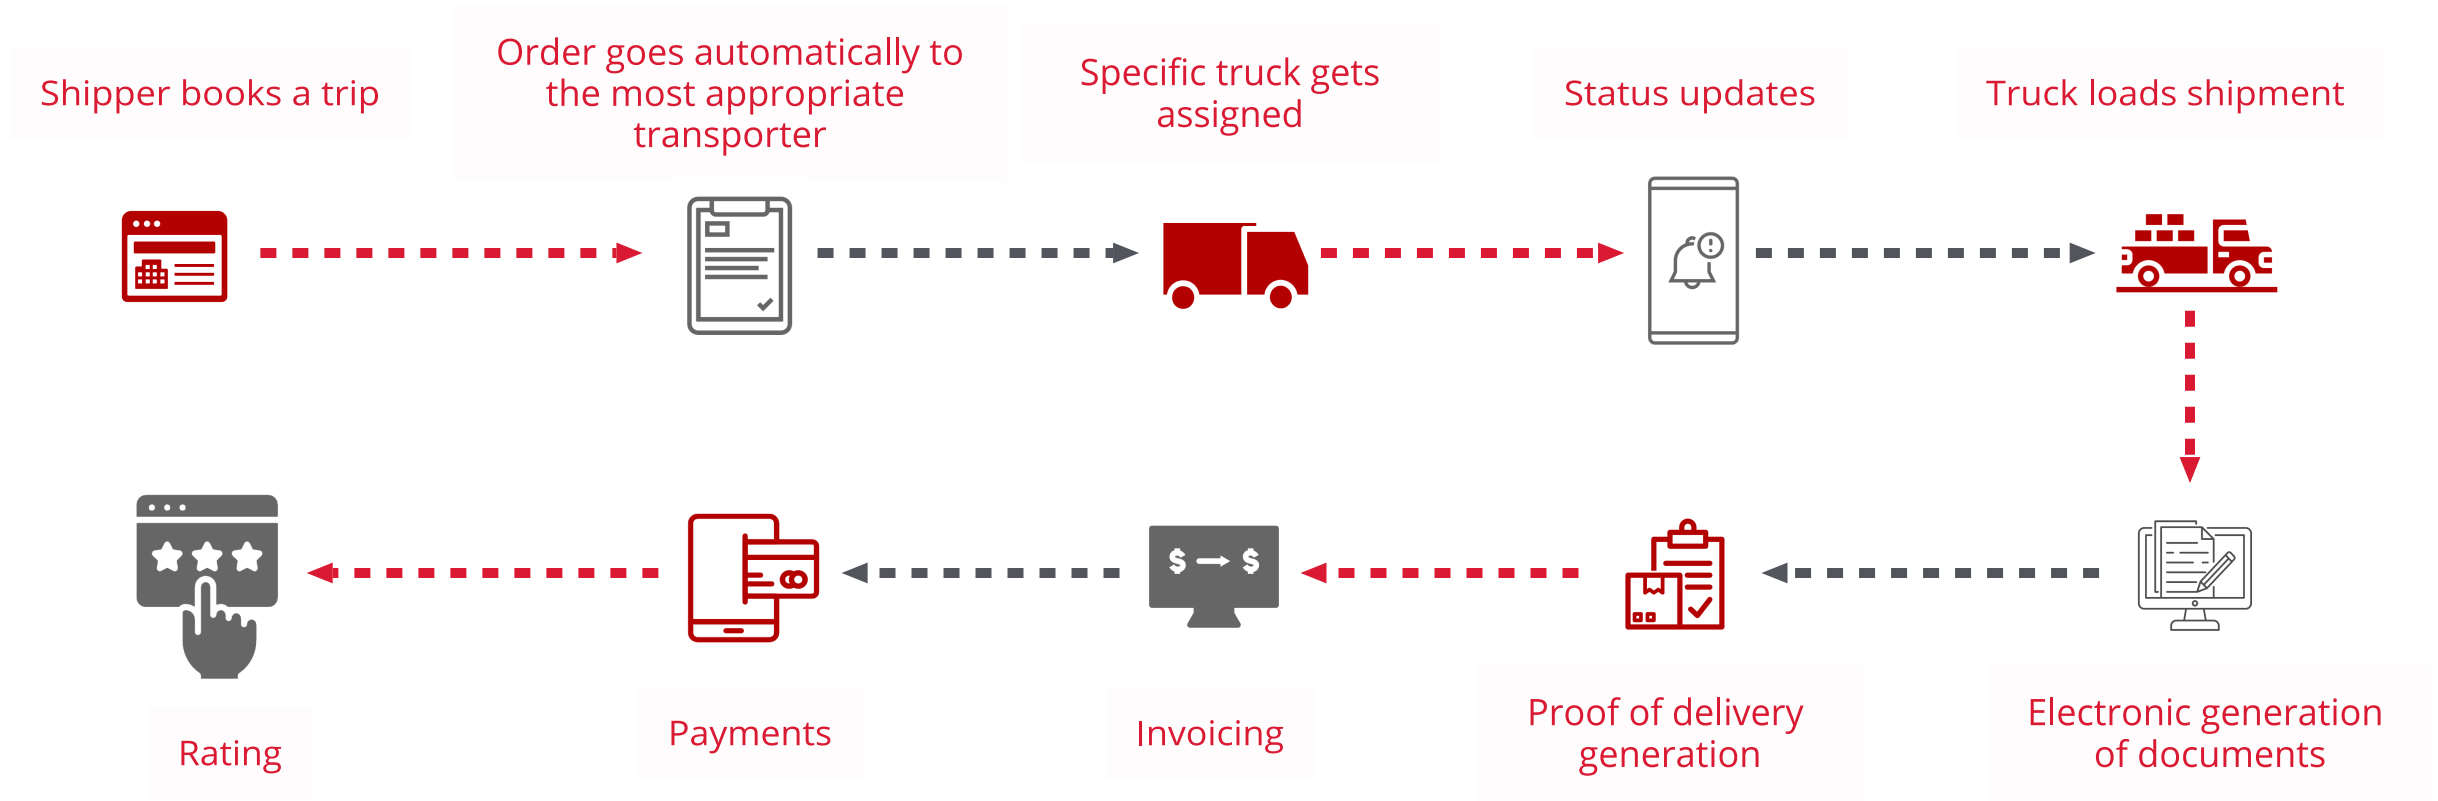 Shipper books a trip
Order goes automatically to
the most appropriate
transporter
Specific truck gets
assigned
Status updates
Truck loads shipment
$ $
Rating
Payments
Invoicing
Proof of delivery
generation
Electronic generation
of documents